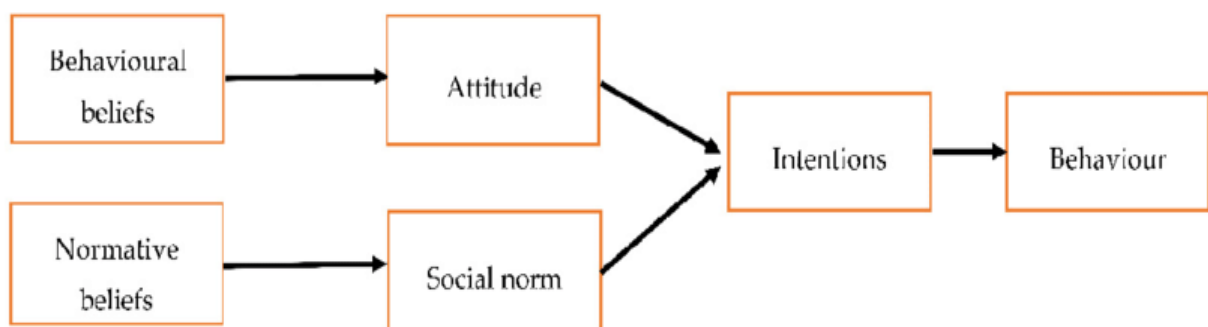 Behavioural
beliefs
Attitude
Intentions
Behaviour
Normative
beliefs
Social norm